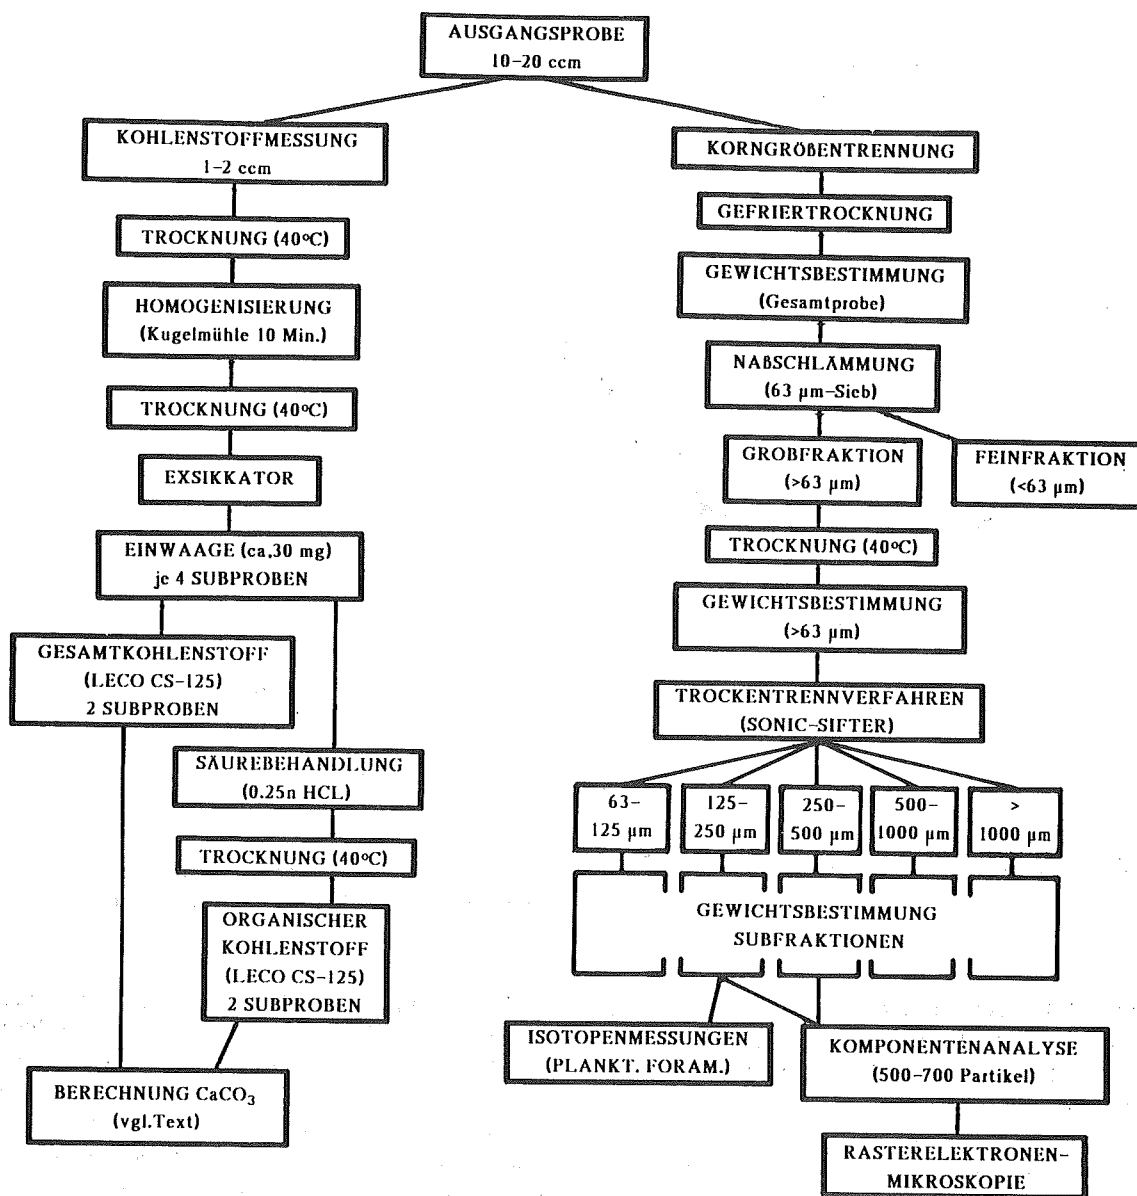 AUSGANGSPROBE
10–20 ccm
KOHLENSTOFFMESSUNG
1–2 ccm
TROCKNUNG (40ºC)
HOMOGENISIERUNG
(Kugelmühle 10 Min.)
TROCKNUNG (40ºC)
EXSIKKATOR
EINWAAGE (ca,30 mg)
je 4 SUBPROBEN
GESAMTKOHLENSTOFF
(LECO CS-125)
2 SUBPROBEN
SÄUREBEHANDLUNG
(0.25n HCL)
TROCKNUNG (40ºC)
ORGANISCHER
KOHLENSTOFF
(LECO CS-125)
2 SUBPROBEN
BERECHNUNG CaCO₃
(vgl.Text)
KORNGRÖßENTRENNUNG
GEFRIERTROCKNUNG
GEWICHTSBESTIMMUNG
(Gesamtprobe)
NAßSCHLÄMMUNG
(63 µm-Sieb)
GROBFRAKTION
(>63 µm)
FEINFRAKTION
(<63 µm)
TROCKNUNG (40ºC)
GEWICHTSBESTIMMUNG
(>63 µm)
TROCKENTRENNVERFAHREN
(SONIC-SIFTER)
63–
125 µm
125–
250 µm
250–
500 µm
500–
1000 µm
>
1000 µm
GEWICHTSBESTIMMUNG
SUBFRAKTIONEN
ISOTOPENMESSUNGEN
(PLANKT. FORAM.)
KOMPONENTENANALYSE
(500–700 Partikel)
RASTERELEKTRONEN-
MIKROSKOPIE